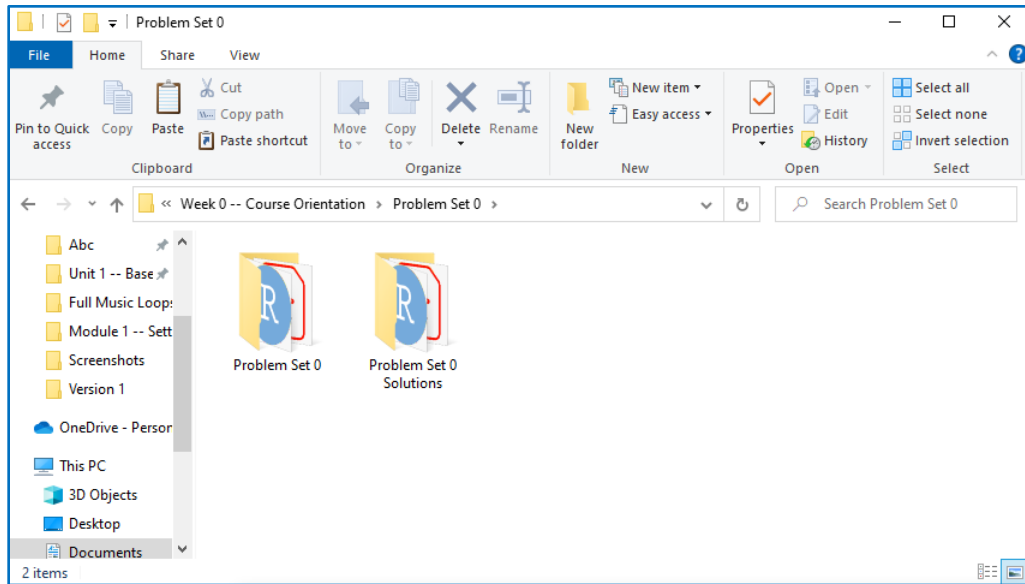 Problem Set 0
File Home Share View
Pin to Quick access
Copy
Paste
Cut
Copy path
Paste shortcut
Clipboard
Move to
Copy to
Delete
Rename
Organize
New folder
New item
Easy access
New
Properties
Open
Edit
History
Open
Select all
Select none
Invert selection
Select
« Week 0 -- Course Orientation > Problem Set 0 >
Search Problem Set 0
Abc
Unit 1 -- Base
Full Music Loops
Module 1 -- Sett
Screenshots
Version 1
OneDrive - Person
This PC
3D Objects
Desktop
Documents
R
Problem Set 0
R
Problem Set 0
Solutions
2 items